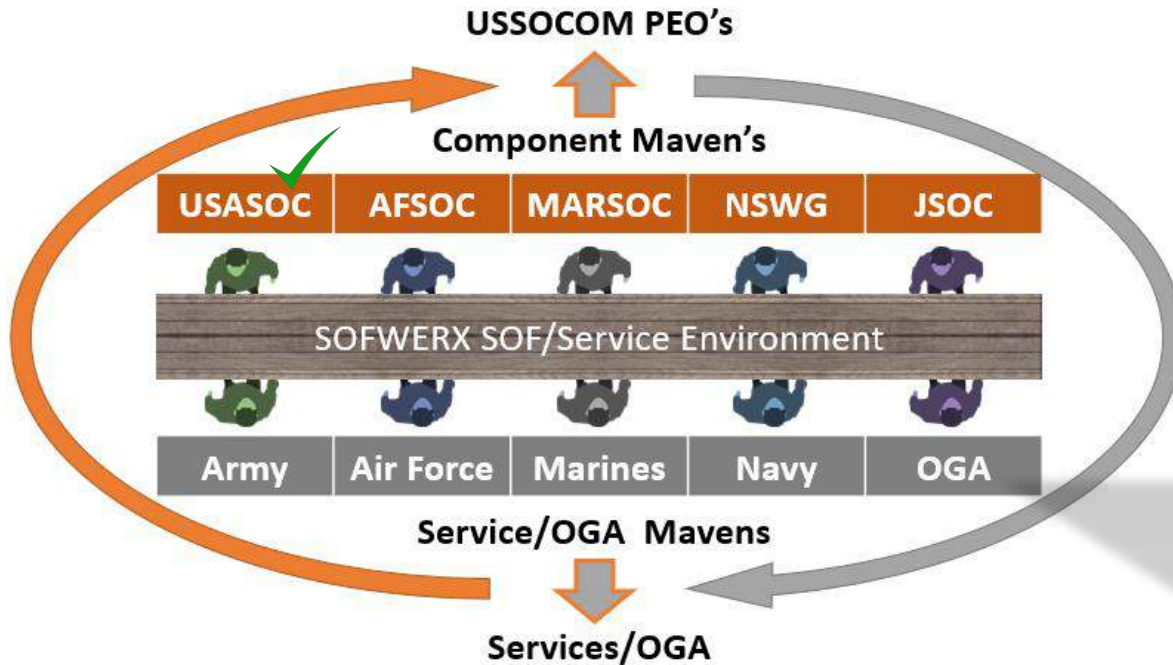 USSOCOM PEO's
Component Maven's
USASOC AFSOC MARSOC NSWG JSOC
SOFWERX SOF/Service Environment
Army Air Force Marines Navy OGA
Service/OGA Mavens
Services/OGA